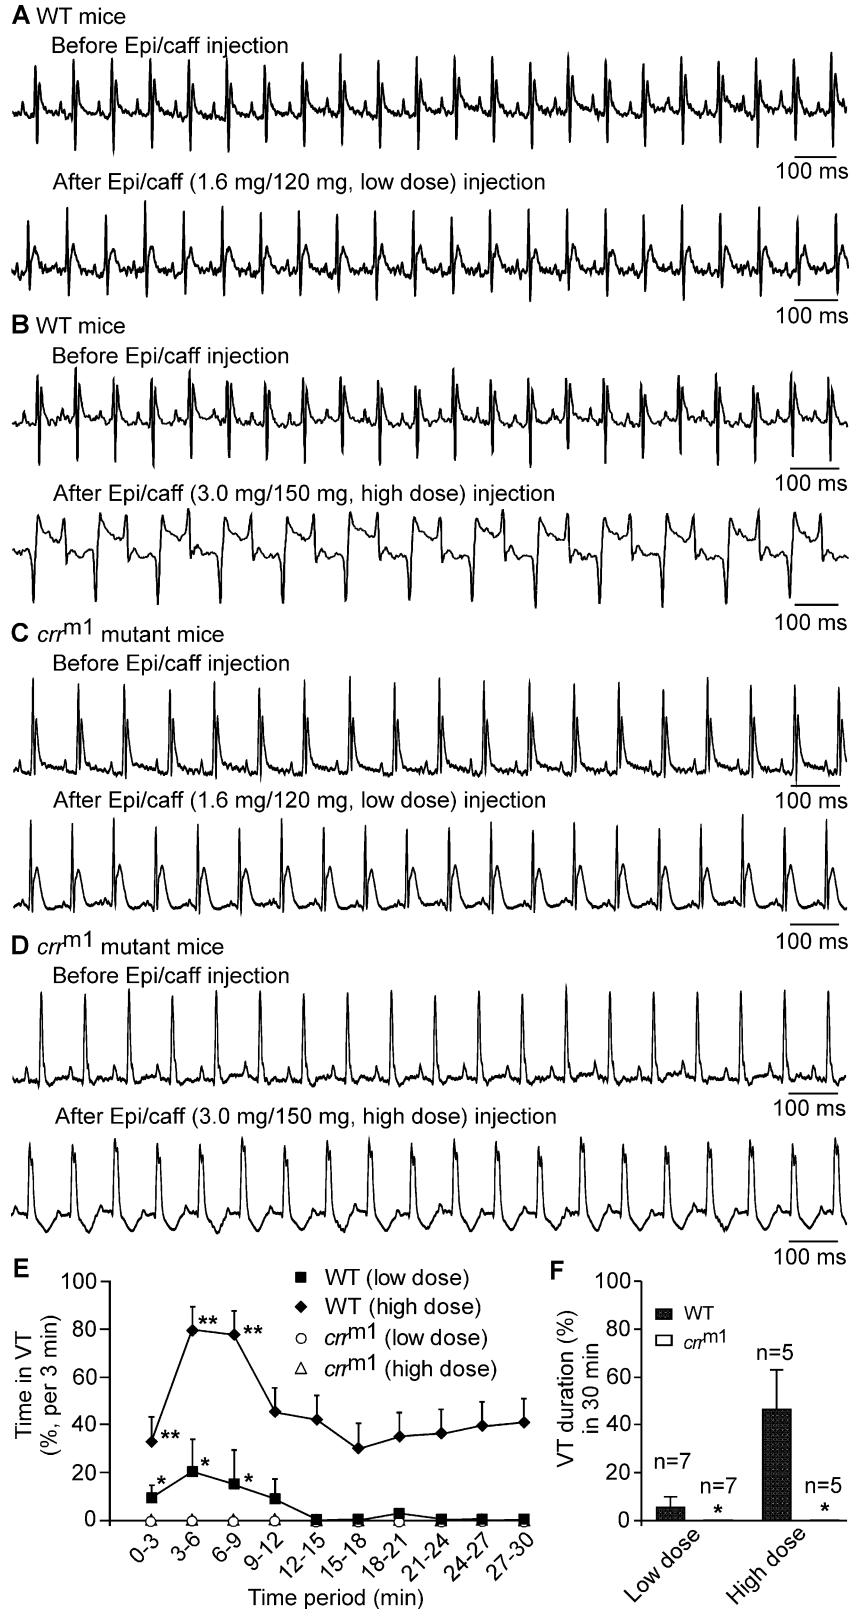 A WT mice
Before Epi/caff injection
100 ms
After Epi/caff (1.6 mg/120 mg, low dose) injection
100 ms
B WT mice
Before Epi/caff injection
100 ms
After Epi/caff (3.0 mg/150 mg, high dose) injection
100 ms
C crrm1 mutant mice
Before Epi/caff injection
100 ms
After Epi/caff (1.6 mg/120 mg, low dose) injection
100 ms
D crrm1 mutant mice
Before Epi/caff injection
100 ms
After Epi/caff (3.0 mg/150 mg, high dose) injection
100 ms
E
Time in VT
(%, per 3 min)
100
80
60
40
20
0
WT (low dose)
WT (high dose)
crrm1 (low dose)
crrm1 (high dose)
**
**
**
*
*
*
0-3
3-6
6-9
9-12
12-15
15-18
18-21
21-24
24-27
27-30
Time period (min)
F
VT duration (%)
in 30 min
100
80
60
40
20
0
WT
crrm1
n=7
n=7
*
n=5
n=5
*
Low dose
High dose